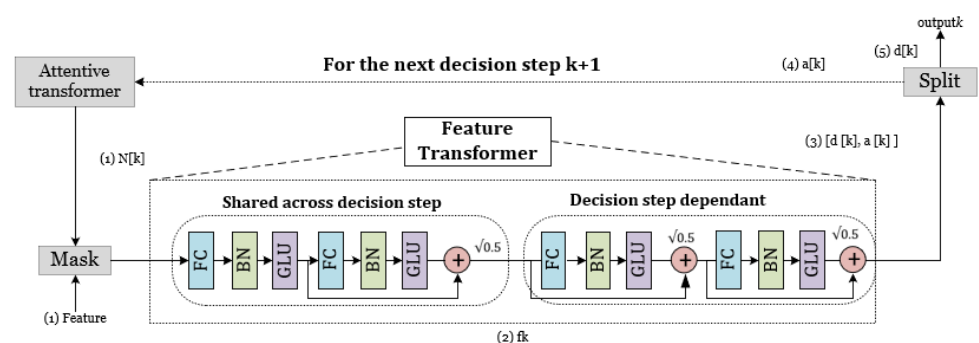 outputk
(5) d[k]
Attentive
transformer
For the next decision step k+1
(4) a[k]
Split
Feature
Transformer
(1) N[k]
(3) [d [k], a [k] ]
Shared across decision step
Decision step dependant
√0.5
√0.5
√0.5
Mask
FC
BN
GLU
FC
BN
GLU
+
FC
BN
GLU
+
FC
BN
GLU
+
(1) Feature
(2) fk